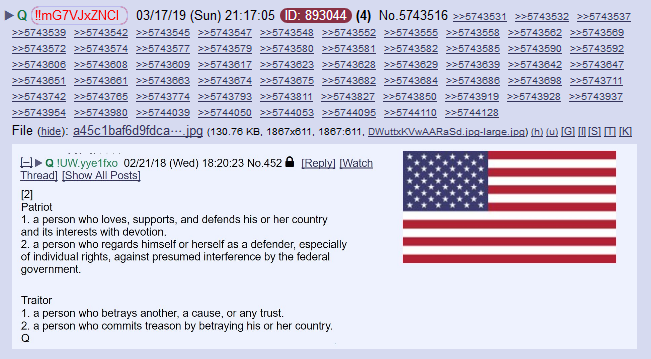 ▶ Q !!mG7VJxZNCI 03/17/19 (Sun) 21:17:05 ID: 893044 (4) No.5743516 >>5743531 >>5743532 >>5743537
>>5743539 >>5743542 >>5743545 >>5743547 >>5743548 >>5743552 >>5743555 >>5743558 >>5743562 >>5743569
>>5743572 >>5743573 >>5743577 >>5743579 >>5743580 >>5743581 >>5743582 >>5743585 >>5743590 >>5743592
>>5743606 >>5743608 >>5743609 >>5743617 >>5743623 >>5743628 >>5743629 >>5743639 >>5743642 >>5743647
>>5743651 >>5743661 >>5743663 >>5743674 >>5743675 >>5743682 >>5743684 >>5743686 >>5743698 >>5743711
>>5743742 >>5743765 >>5743774 >>5743793 >>5743811 >>5743827 >>5743850 >>5743919 >>5743928 >>5743937
>>5743954 >>5743980 >>5744039 >>5744050 >>5744053 >>5744095 >>5744110 >>5744128
File (hide): a45c1baf6d9fdca⋯.jpg (130.76 KB, 1867x611, 1867:611, DWuttxKVwAARaSd.jpg-large.jpg) (h) (u) [G] [I] [S] [T] [K]
[–] ▶ Q !UW.yye1fxo 02/21/18 (Wed) 18:20:23 No.452 [Reply] [Watch
Thread] [Show All Posts]
[2]
Patriot
1. a person who loves, supports, and defends his or her country
and its interests with devotion.
2. a person who regards himself or herself as a defender, especially
of individual rights, against presumed interference by the federal
government.
Traitor
1. a person who betrays another, a cause, or any trust.
2. a person who commits treason by betraying his or her country.
Q